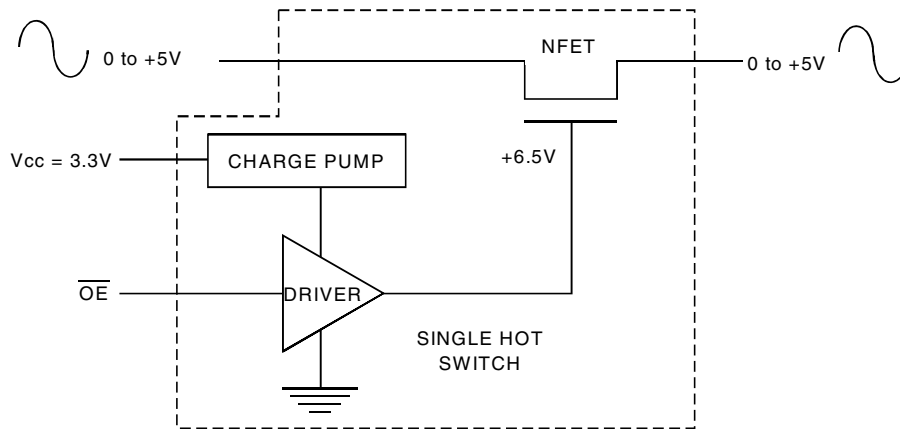 NFET
0 to +5V
0 to +5V
Vcc = 3.3V
CHARGE PUMP
+6.5V
OE
DRIVER
SINGLE HOT
SWITCH